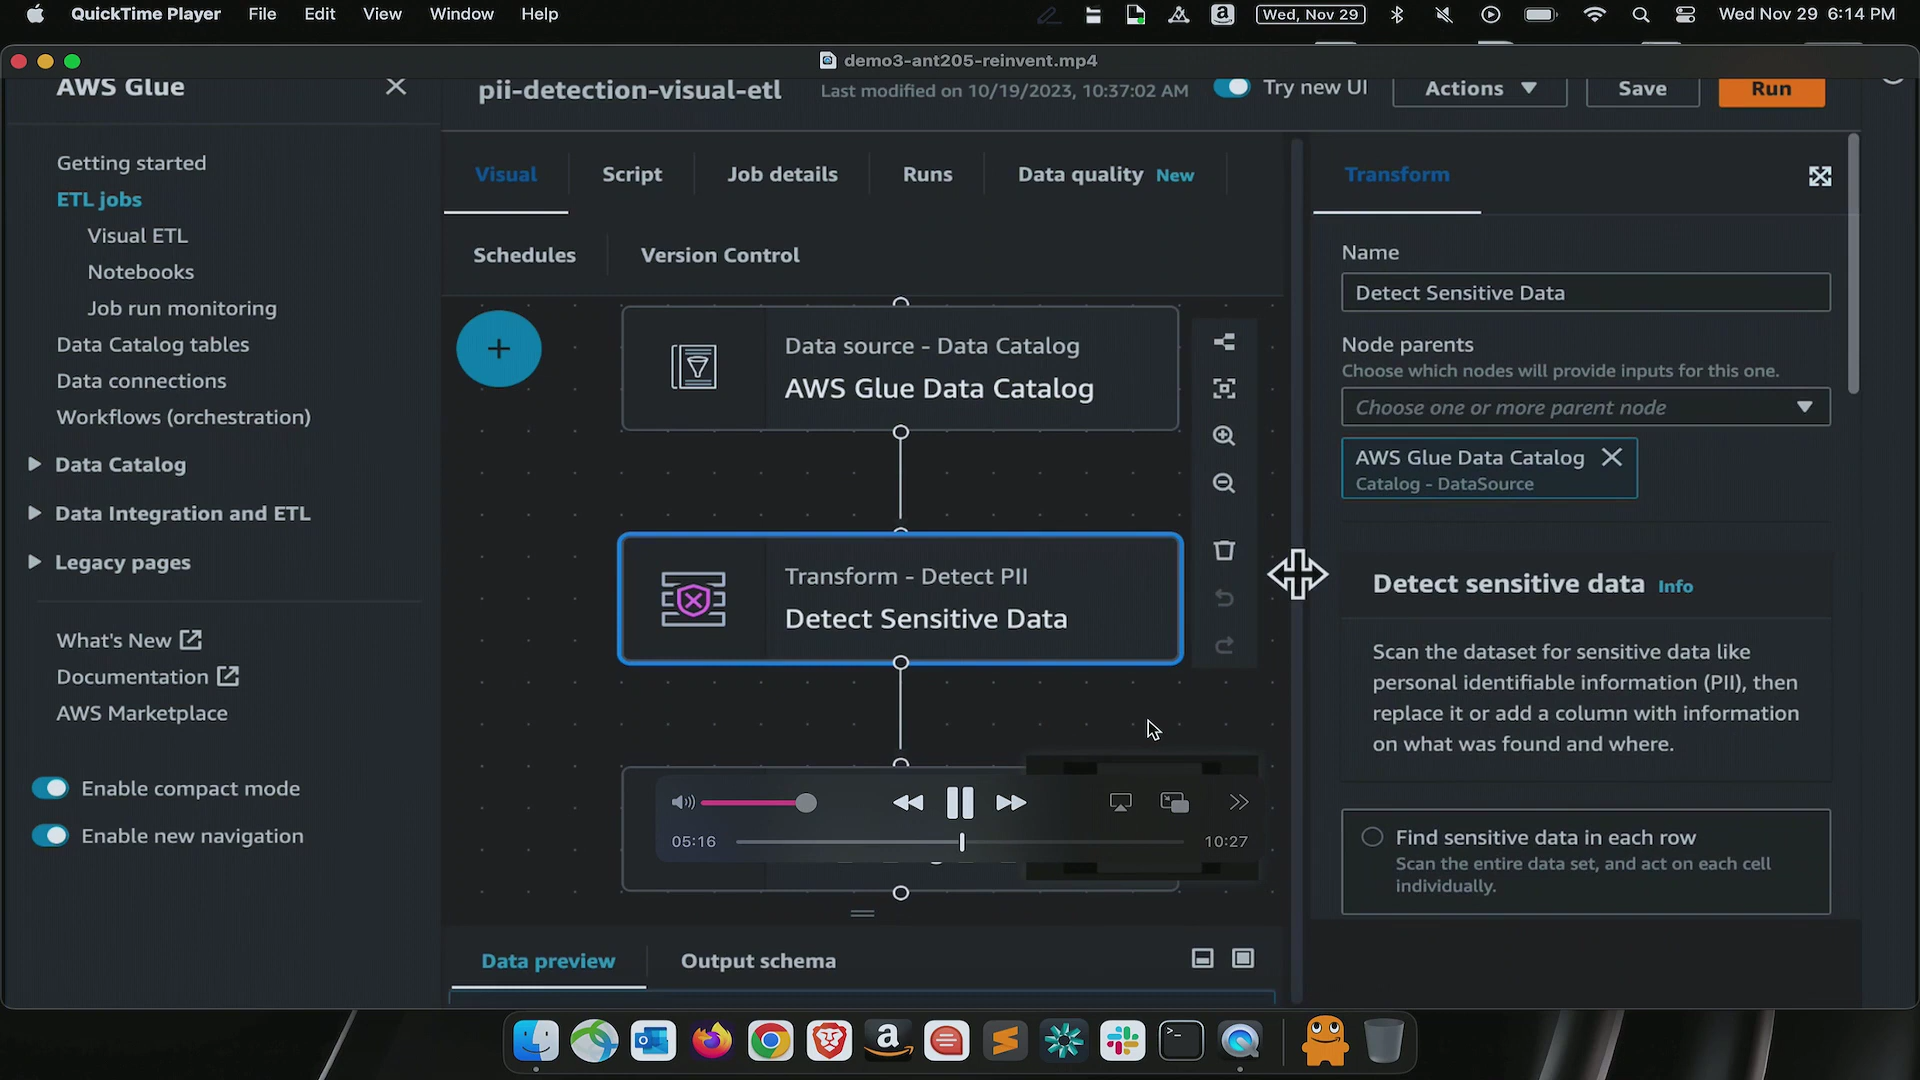 QuickTime Player File Edit View Window Help
Wed, Nov 29
Wed Nov 29 6:14 PM
demo3-ant205-reinvent.mp4
AWS Glue
Getting started
ETL jobs
Visual ETL
Notebooks
Job run monitoring
Data Catalog tables
Data connections
Workflows (orchestration)
Data Catalog
Data Integration and ETL
Legacy pages
What's New
Documentation
AWS Marketplace
Enable compact mode
Enable new navigation
pii-detection-visual-etl
Last modified on 10/19/2023, 10:37:02 AM
Try new UI
Actions
Save
Run
Visual
Script
Job details
Runs
Data quality New
Schedules
Version Control
Data source - Data Catalog
AWS Glue Data Catalog
Transform - Detect PII
Detect Sensitive Data
05:16
10:27
Data preview
Output schema
Transform
Name
Detect Sensitive Data
Node parents
Choose which nodes will provide inputs for this one.
Choose one or more parent node
AWS Glue Data Catalog
Catalog - DataSource
Detect sensitive data Info
Scan the dataset for sensitive data like
personal identifiable information (PII), then
replace it or add a column with information
on what was found and where.
Find sensitive data in each row
Scan the entire data set, and act on each cell
individually.